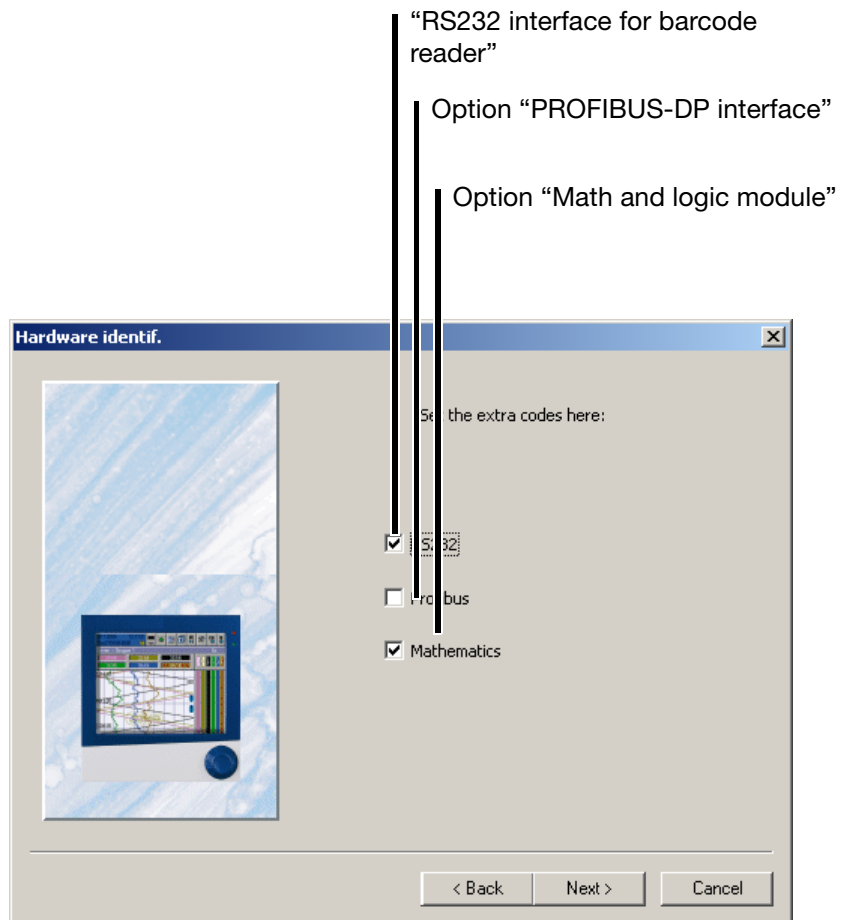 “RS232 interface for barcode
reader”
Option “PROFIBUS-DP interface”
Option “Math and logic module”
Hardware identif.
the extra codes here:
Mathematics
< Back
Next >
Cancel